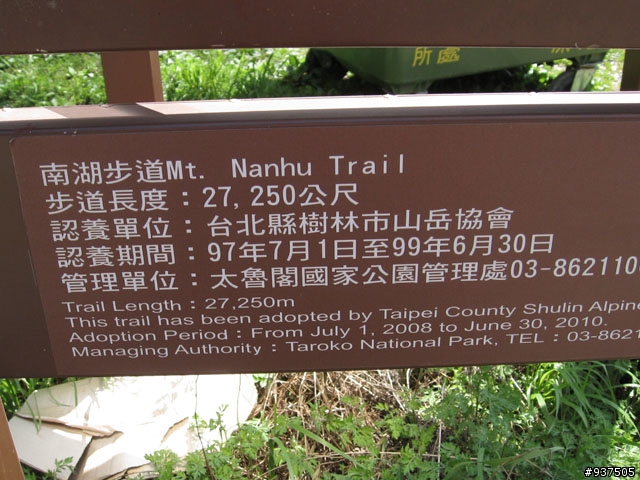 所處
南湖步道Mt. Nanhu Trail
步道長度：27,250公尺
認養單位：台北縣樹林市山岳協會
認養期間：97年7月1日至99年6月30日
管理單位：太魯閣國家公園管理處03-862110
Trail Length：27,250m
This trail has been adopted by Taipei County Shulin Alpin
Adoption Period：From July 1, 2008 to June 30, 2010.
Managing Authority：Taroko National Park, TEL：03-8621
#937505